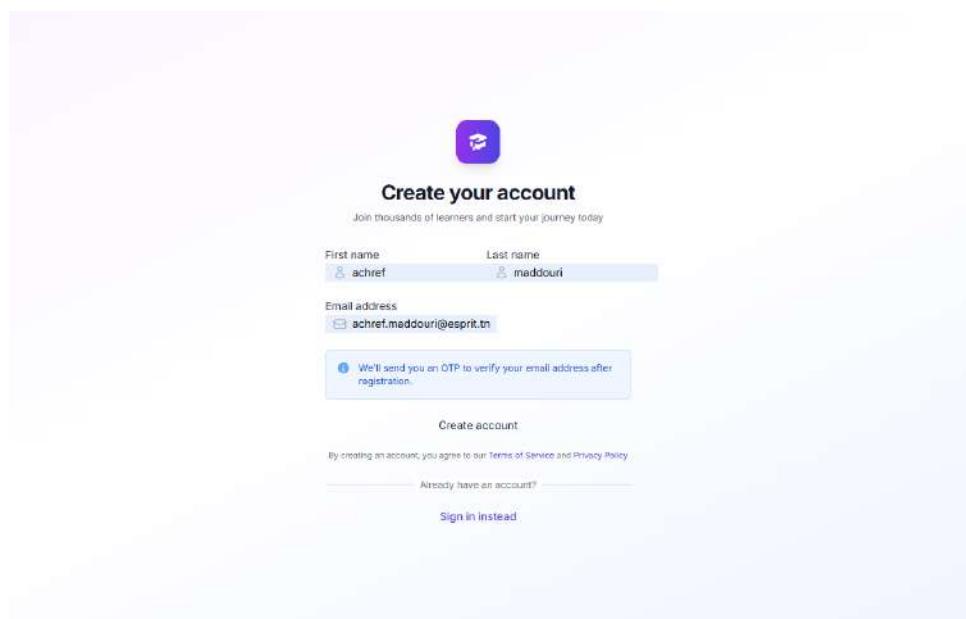 Create your account
Join thousands of learners and start your journey today
First name Last name
achref maddouri
Email address
achref.maddouri@esprit.tn
We'll send you an OTP to verify your email address after
registration.
Create account
By creating an account, you agree to our Terms of Service and Privacy Policy
Already have an account?
Sign in instead